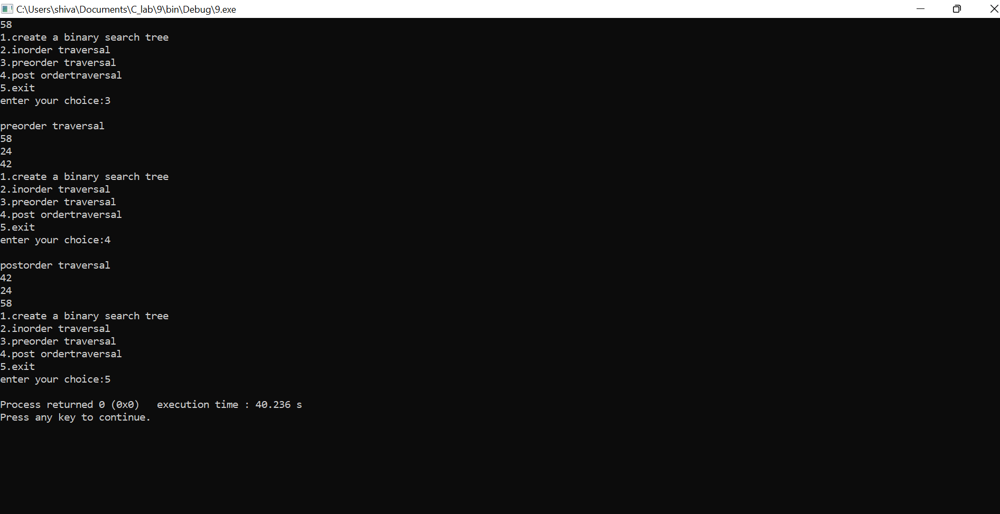 C:\Users\shiva\Documents\C_lab\9\bin\Debug\9.exe
58
1.create a binary search tree
2.inorder traversal
3.preorder traversal
4.post ordertraversal
5.exit
enter your choice:3
preorder traversal
58
24
42
1.create a binary search tree
2.inorder traversal
3.preorder traversal
4.post ordertraversal
5.exit
enter your choice:4
postorder traversal
42
24
58
1.create a binary search tree
2.inorder traversal
3.preorder traversal
4.post ordertraversal
5.exit
enter your choice:5
Process returned 0 (0x0)   execution time : 40.236 s
Press any key to continue.